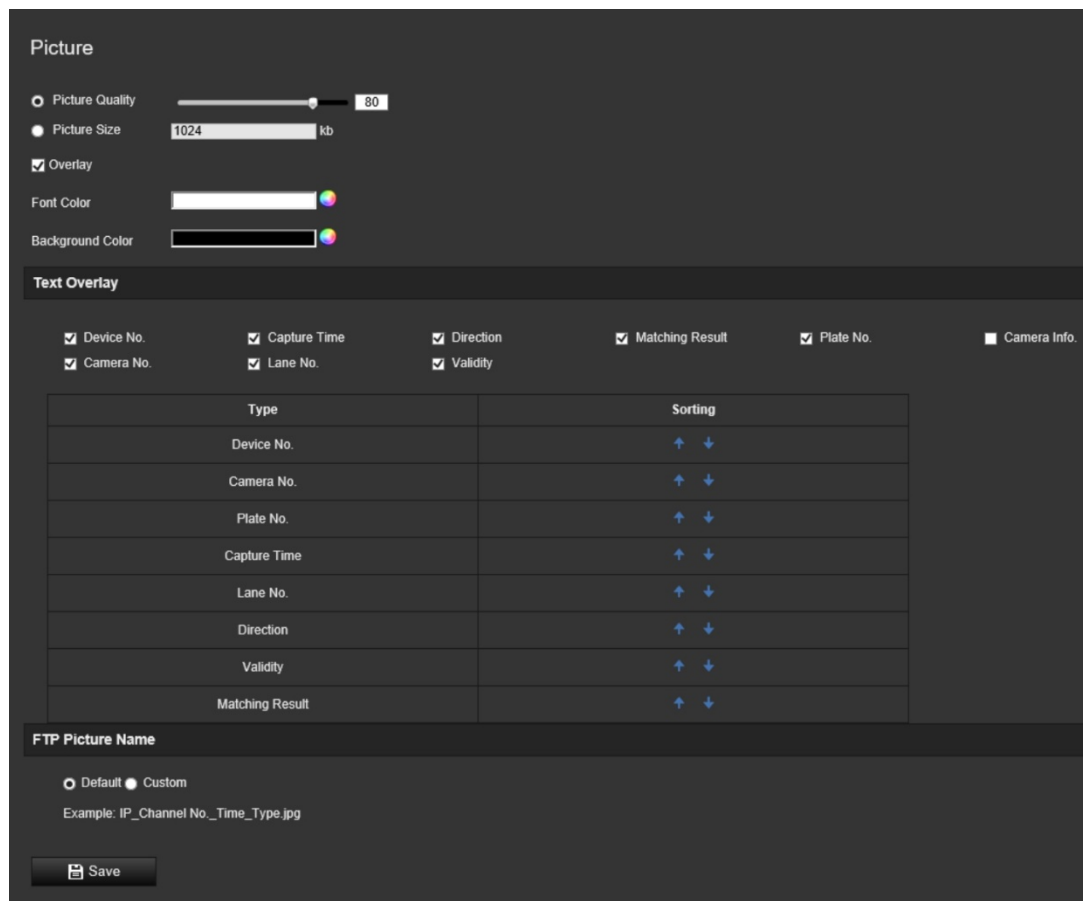 Picture
Picture Quality 80
Picture Size 1024 kb
Overlay
Font Color
Background Color
Text Overlay
Device No. Capture Time Direction Matching Result Plate No. Camera Info.
Camera No. Lane No. Validity
Type Sorting
Device No.
Camera No.
Plate No.
Capture Time
Lane No.
Direction
Validity
Matching Result
FTP Picture Name
Default Custom
Example: IP_Channel No._Time_Type.jpg
Save